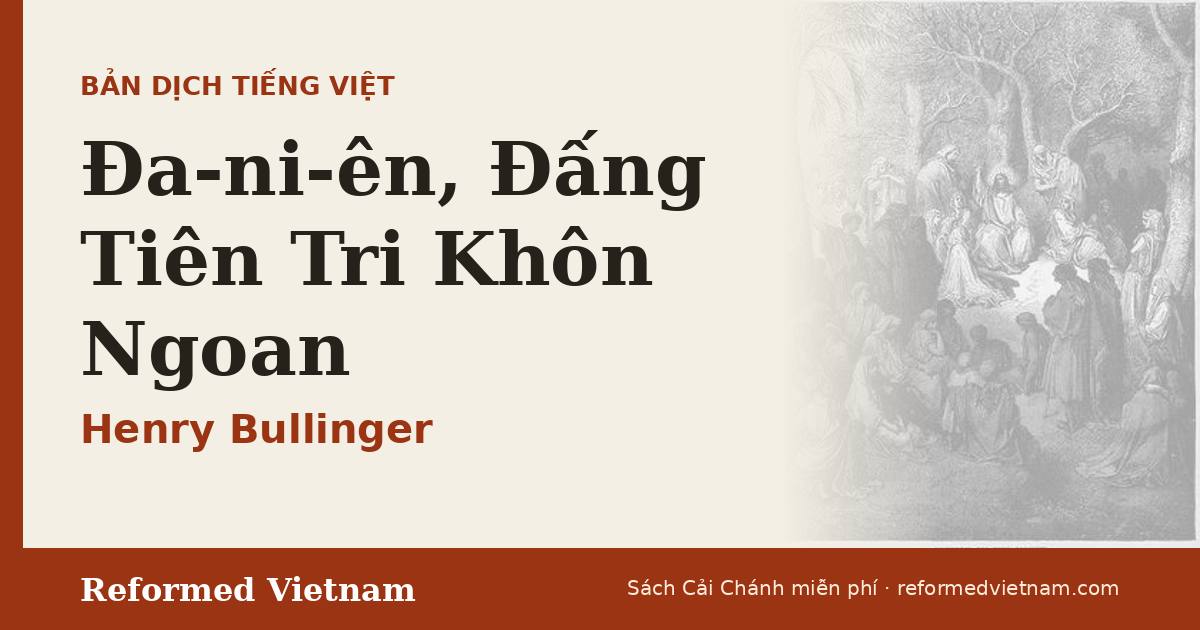 BẢN DỊCH TIẾNG VIỆT
Đa-ni-ên, Đấng
Tiên Tri Khôn
Ngoan
Henry Bullinger
Reformed Vietnam
Sách Cải Chánh miễn phí · reformedvietnam.com